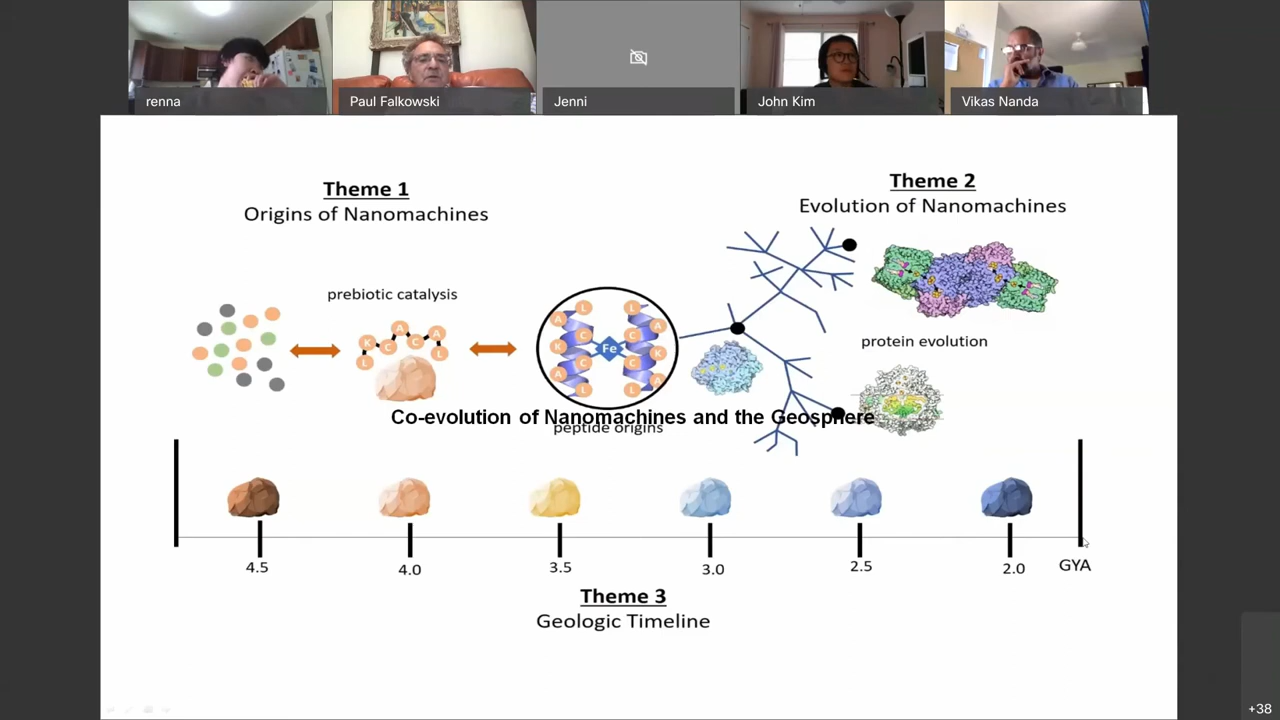 renna
Paul Falkowski
Jenni
John Kim
Vikas Nanda
Theme 1
Origins of Nanomachines
Theme 2
Evolution of Nanomachines
prebiotic catalysis
L K C A C A L
L A C K C A L
Fe
L A C K C A L
protein evolution
Co-evolution of Nanomachines and the Geosphere
peptide origins
4.5
4.0
3.5
3.0
2.5
2.0
GYA
Theme 3
Geologic Timeline
+38